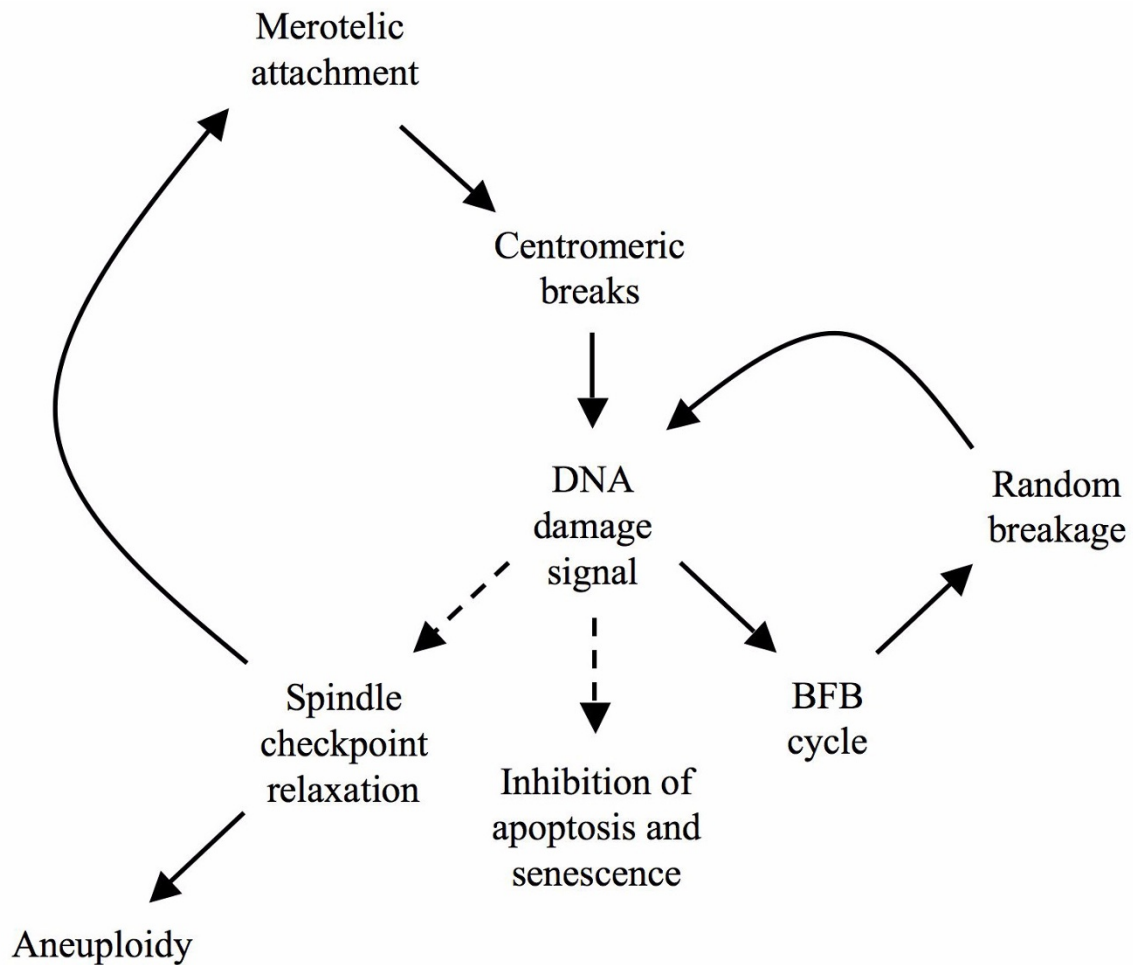 Merotelic
attachment
Centromeric
breaks
DNA
damage
signal
Random
breakage
Spindle
checkpoint
relaxation
Inhibition of
apoptosis and
senescence
BFB
cycle
Aneuploidy